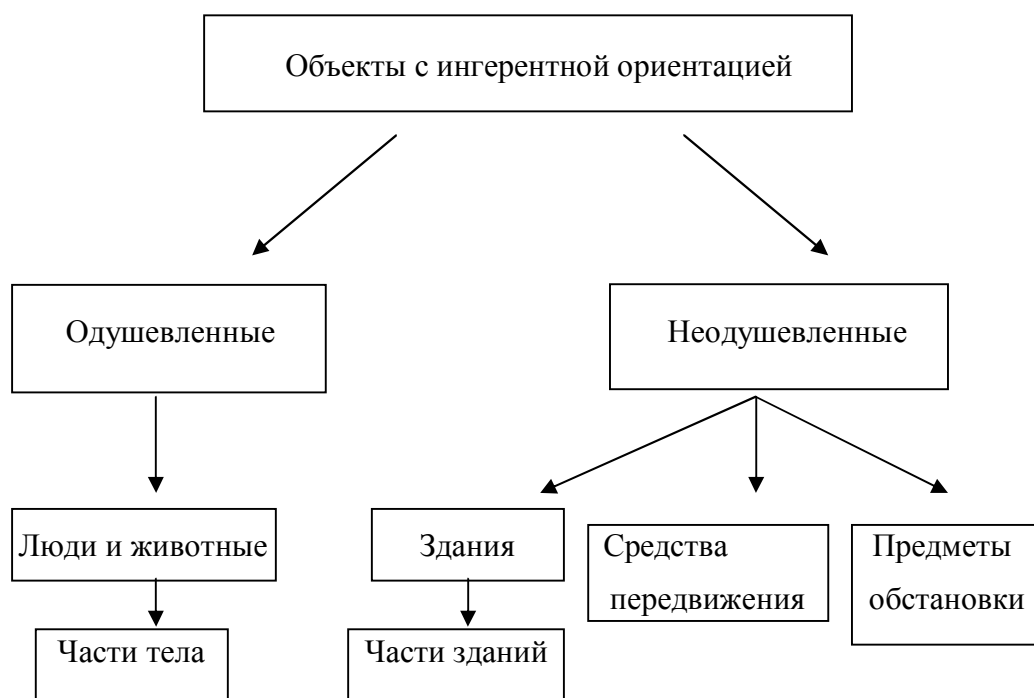 Объекты с ингерентной ориентацией
Одушевленные
Неодушевленные
Люди и животные
Здания
Средства
передвижения
Предметы
обстановки
Части тела
Части зданий